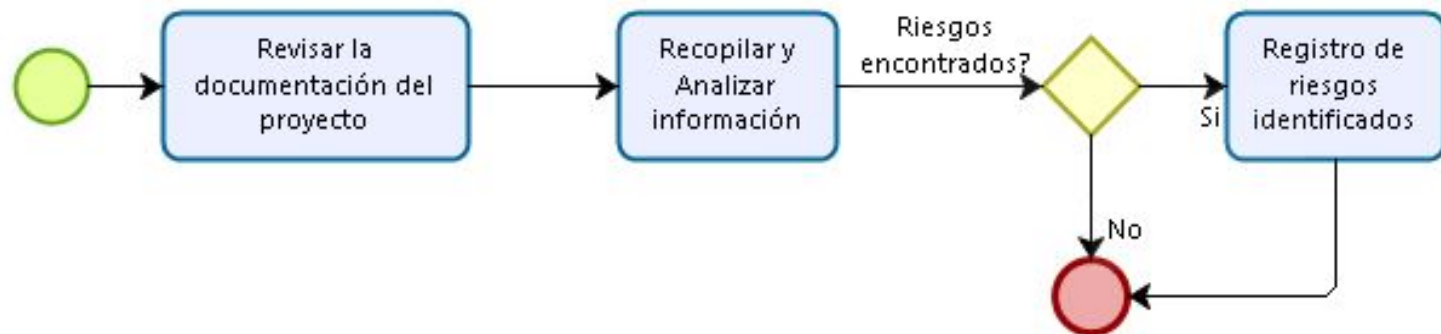 Revisar la
documentación del
proyecto
Recopilar y
Analizar
información
Riesgos
encontrados?
Si
Registro de
riesgos
identificados
No